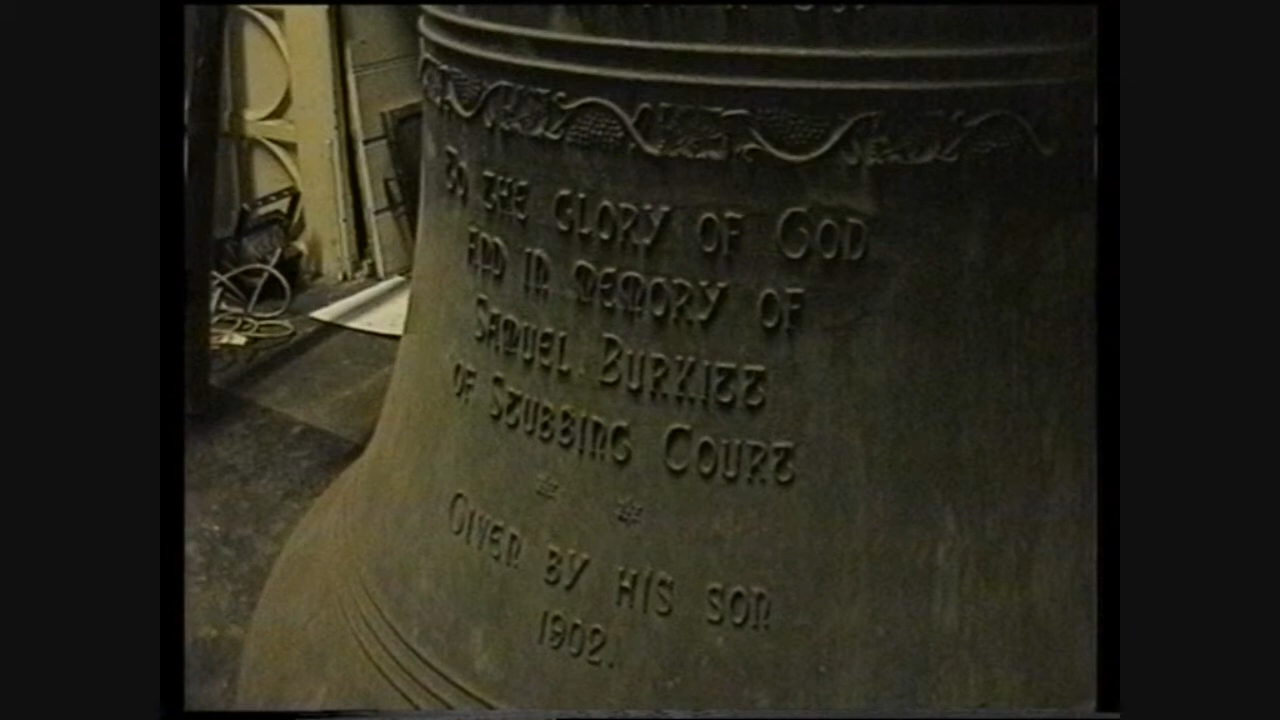 To the glory of God
and in memory of
Samuel Burkitt
of Stubbing Court
Given by his son
1902.